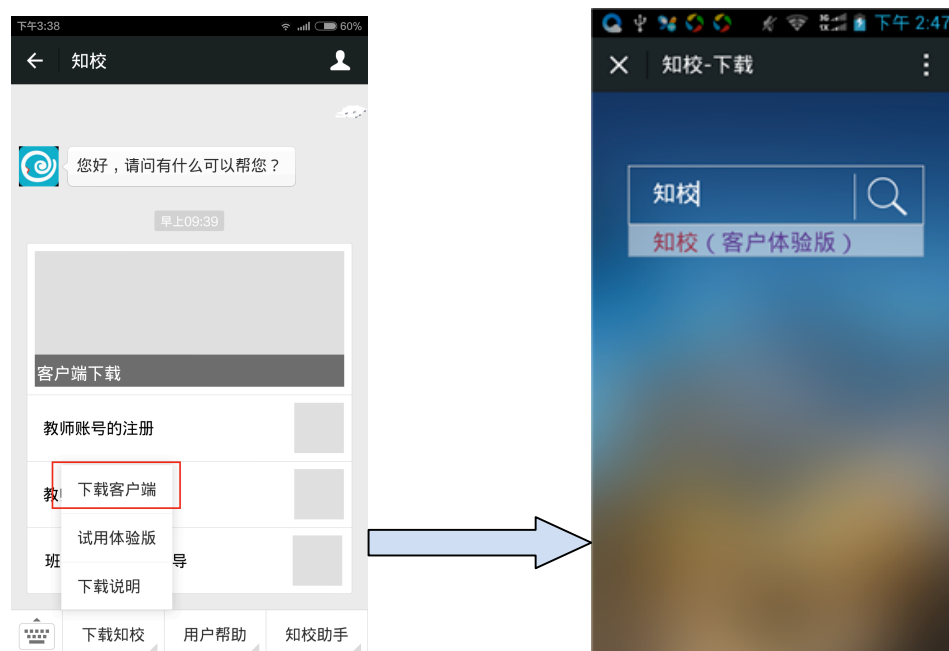 下午3:38
60%
知校
您好，请问有什么可以帮您？
早上09:39
客户端下载
教师账号的注册
下载客户端
试用体验版
班
导
下载说明
下载知校
用户帮助
知校助手
3G
1X
下午 2:47
知校-下载
知校
知校（客户体验版）